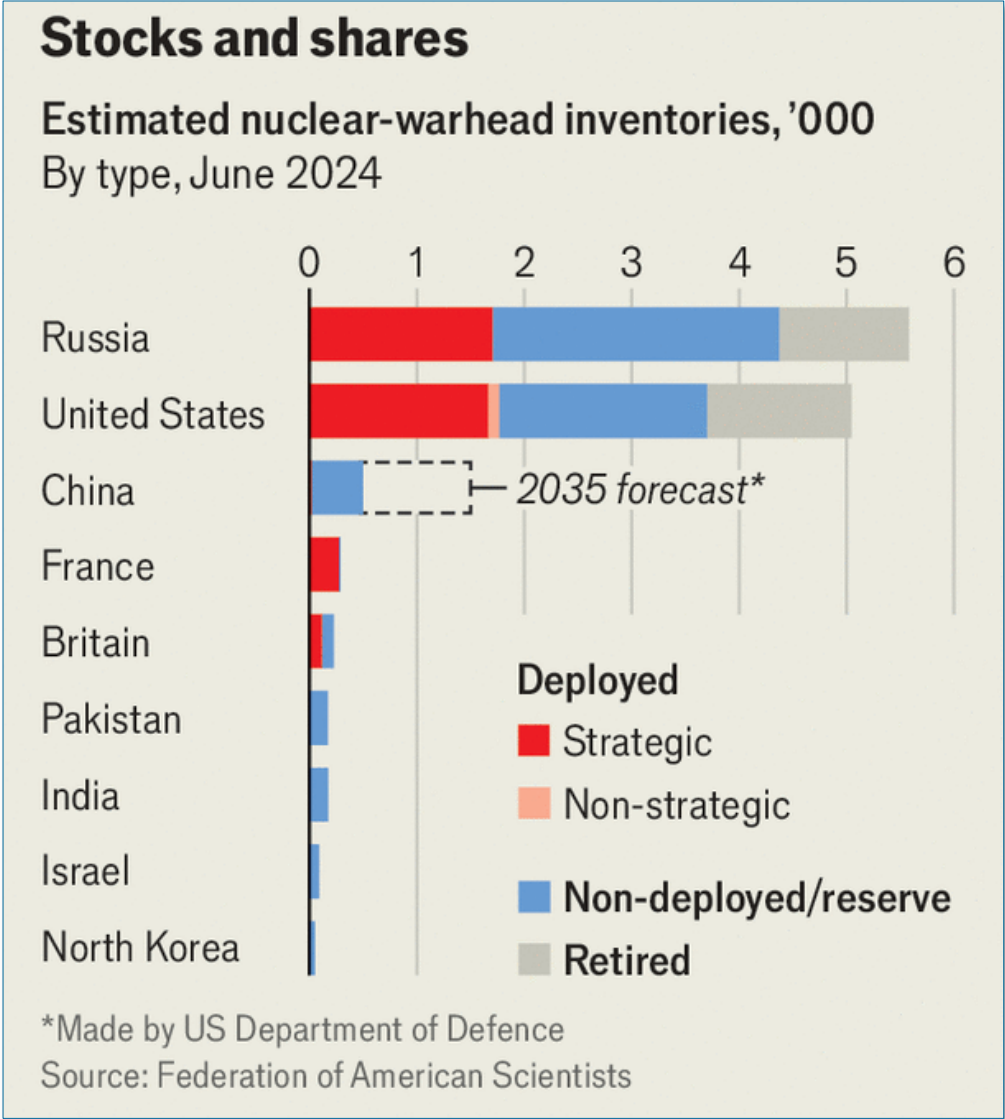 Stocks and shares
Estimated nuclear-warhead inventories, ’000
By type, June 2024
0 1 2 3 4 5 6
Russia
United States
China
2035 forecast*
France
Britain
Pakistan
India
Israel
North Korea
Deployed
Strategic
Non-strategic
Non-deployed/reserve
Retired
*Made by US Department of Defence
Source: Federation of American Scientists